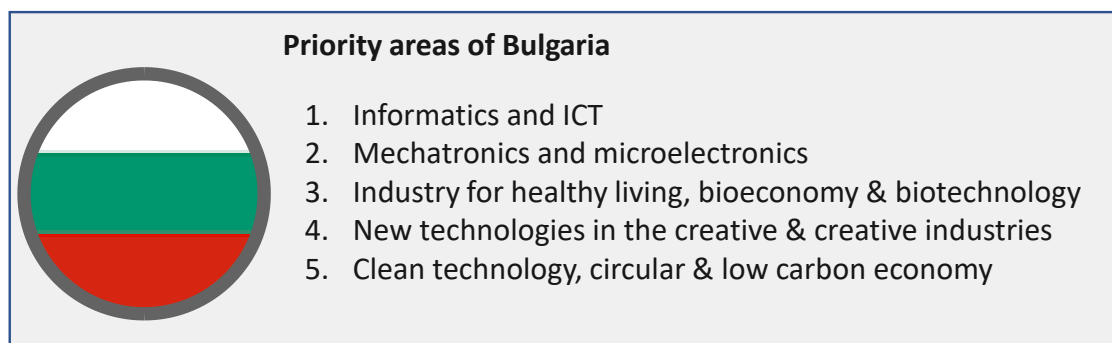 Priority areas of Bulgaria
1. Informatics and ICT
2. Mechatronics and microelectronics
3. Industry for healthy living, bioeconomy & biotechnology
4. New technologies in the creative & creative industries
5. Clean technology, circular & low carbon economy